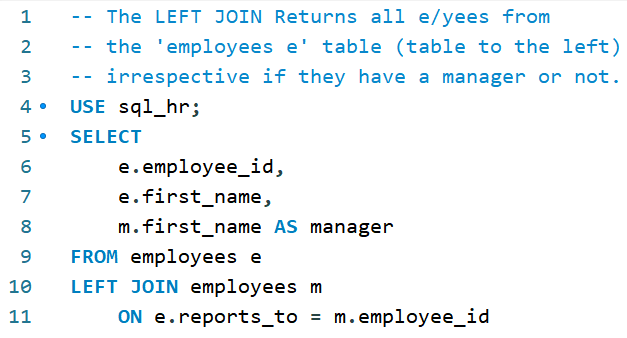 1 -- The LEFT JOIN Returns all e/yees from
2 -- the 'employees e' table (table to the left)
3 -- irrespective if they have a manager or not.
4 USE sql_hr;
5 SELECT
6 e.employee_id,
7 e.first_name,
8 m.first_name AS manager
9 FROM employees e
10 LEFT JOIN employees m
11 ON e.reports_to = m.employee_id